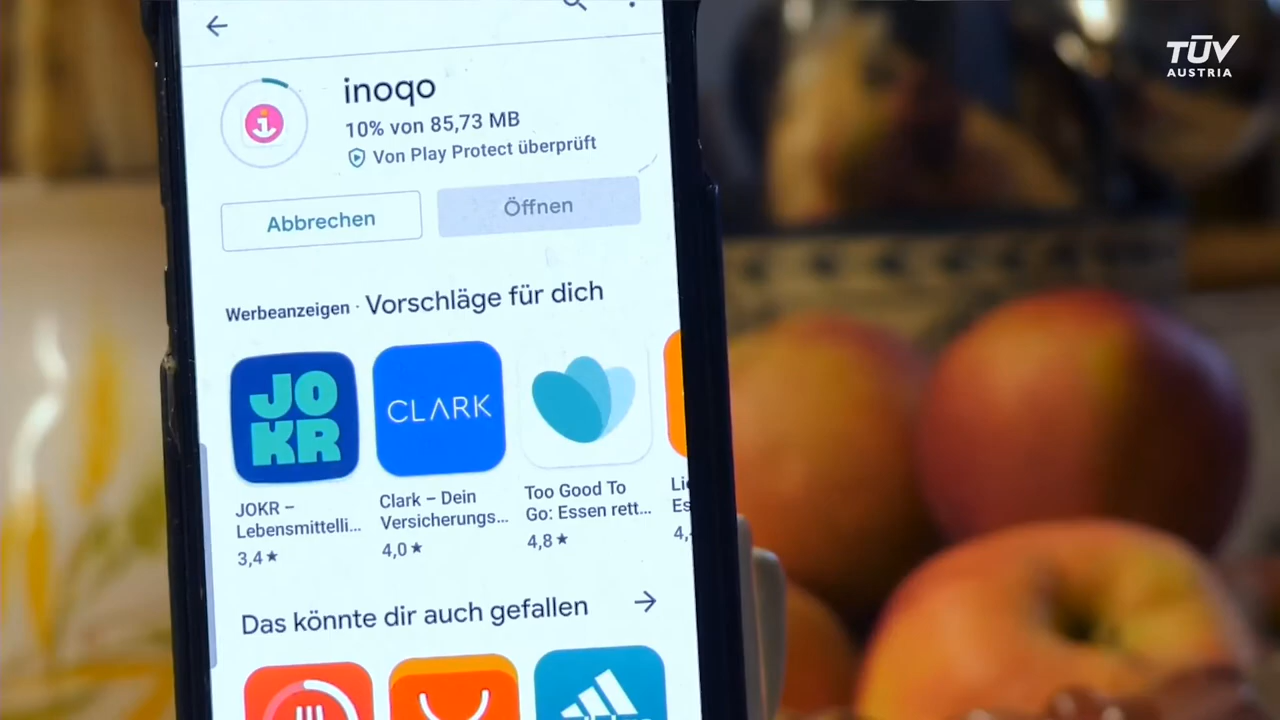 TÜV
AUSTRIA
inoqo
10% von 85,73 MB
Von Play Protect überprüft
Abbrechen
Öffnen
Werbeanzeigen · Vorschläge für dich
JO
KR
CLARK
JOKR –
Lebensmittelli...
3,4 ★
Clark – Dein
Versicherungs...
4,0 ★
Too Good To
Go: Essen rett...
4,8 ★
Das könnte dir auch gefallen